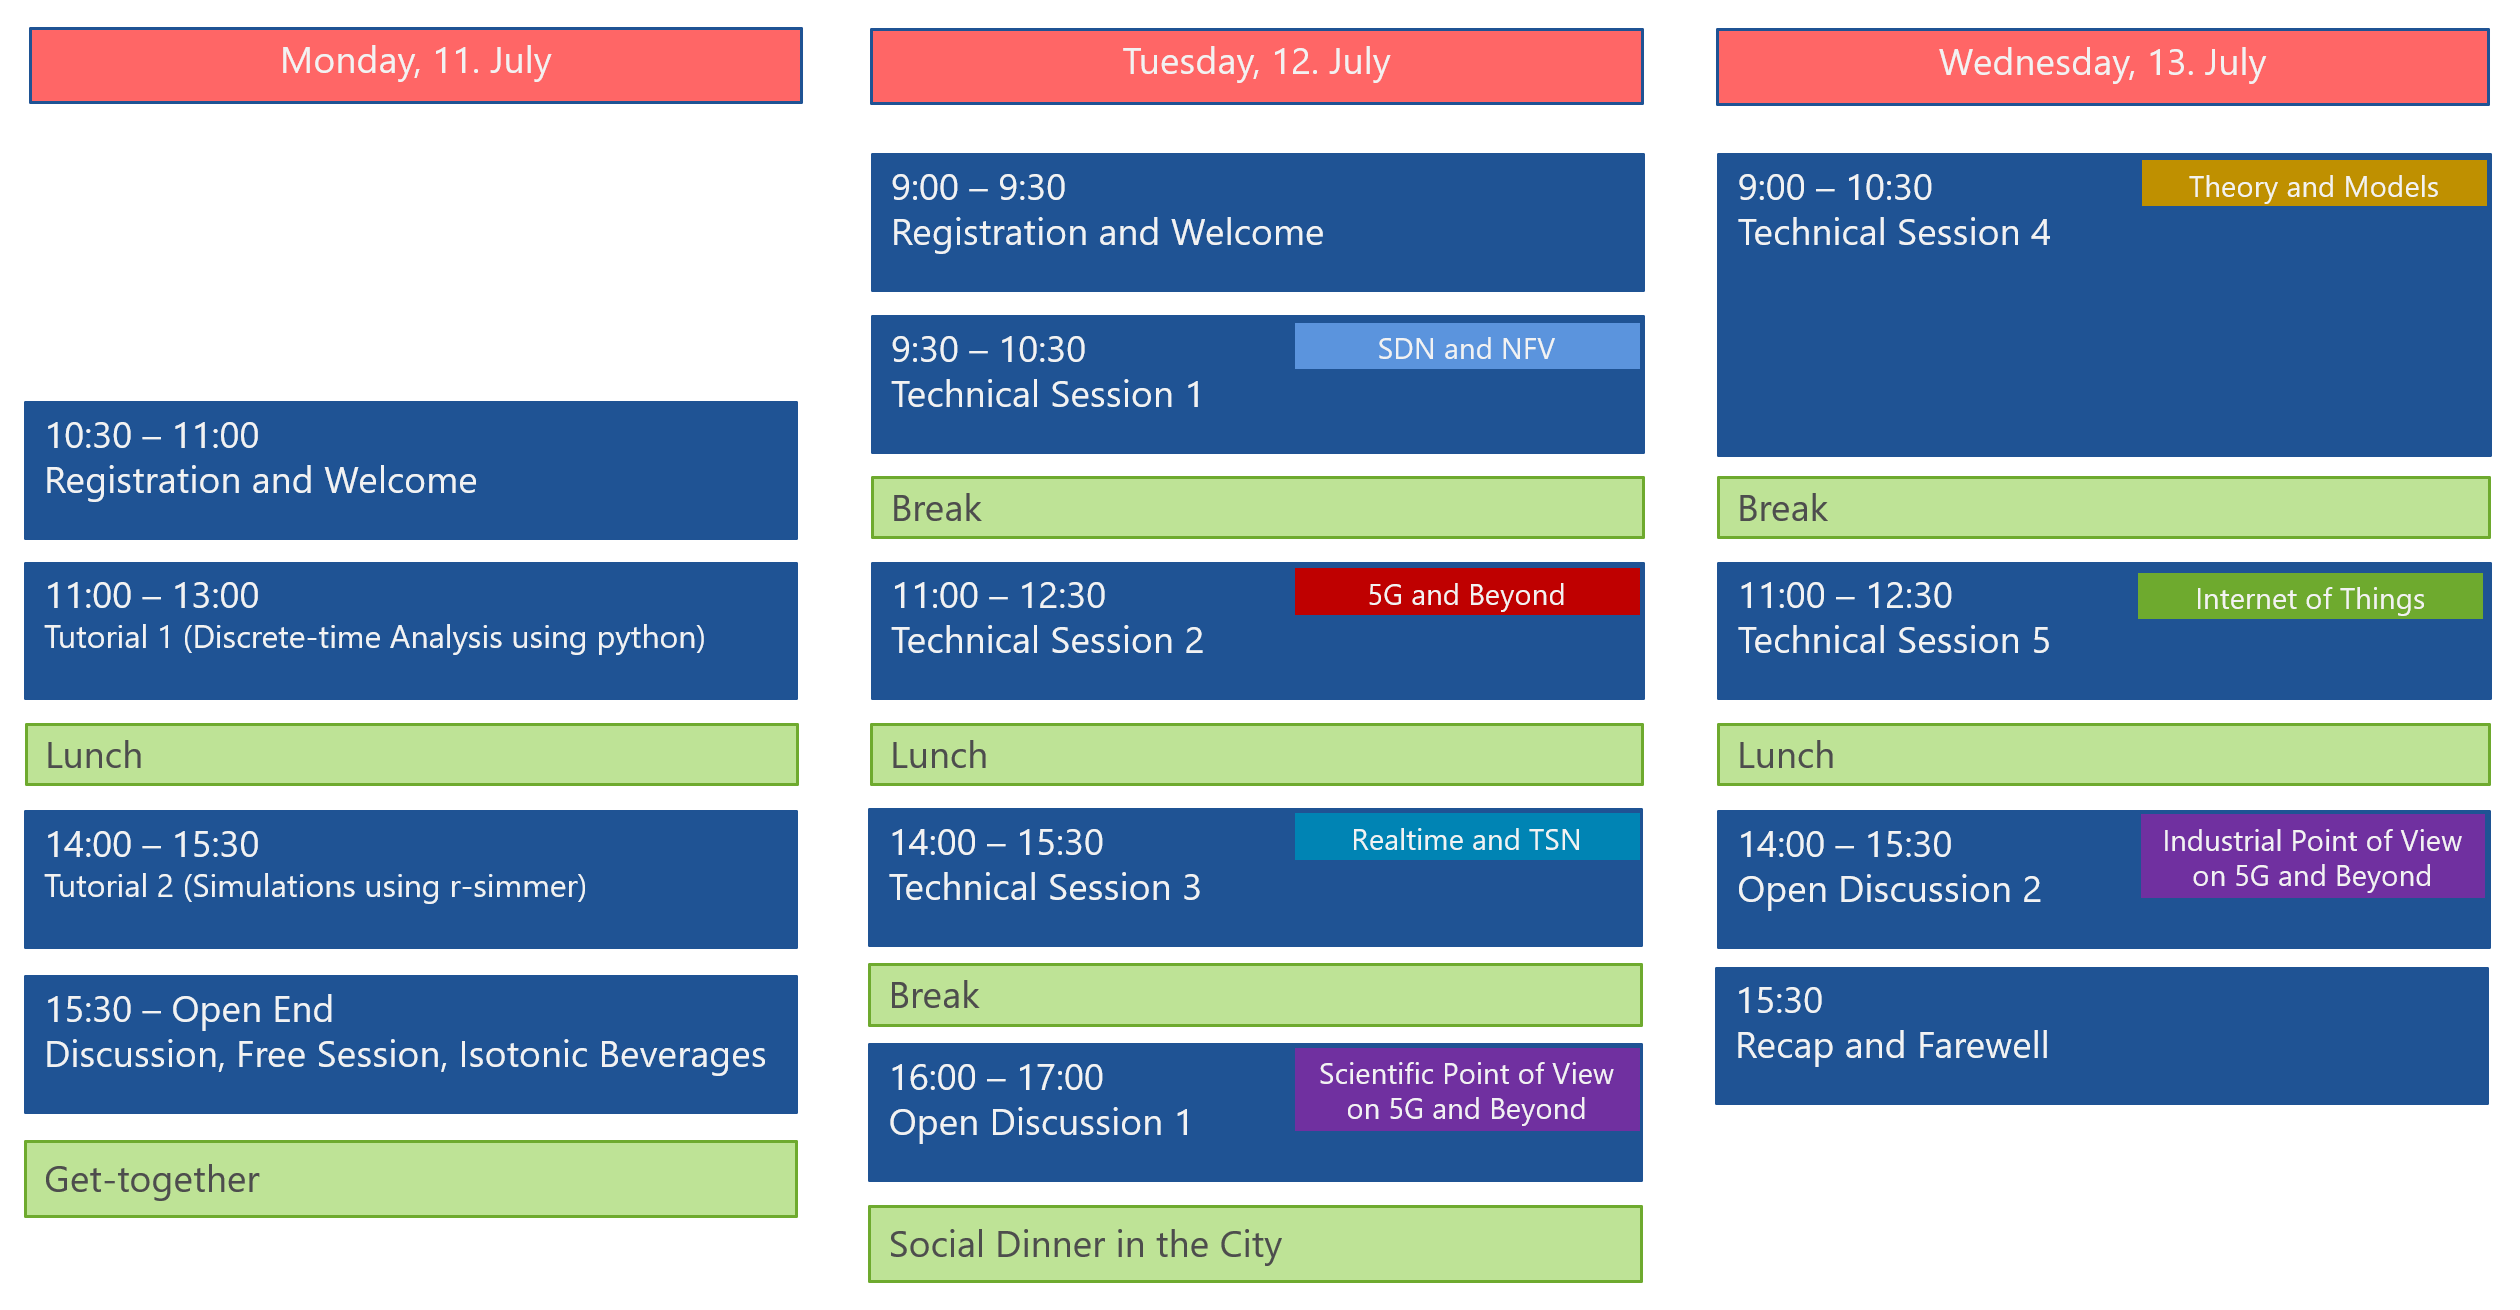 Monday, 11. July
10:30 – 11:00
Registration and Welcome
11:00 – 13:00
Tutorial 1 (Discrete-time Analysis using python)
Lunch
14:00 – 15:30
Tutorial 2 (Simulations using r-simmer)
15:30 – Open End
Discussion, Free Session, Isotonic Beverages
Get-together
Tuesday, 12. July
9:00 – 9:30
Registration and Welcome
9:30 – 10:30
Technical Session 1
SDN and NFV
Break
11:00 – 12:30
Technical Session 2
5G and Beyond
Lunch
14:00 – 15:30
Technical Session 3
Realtime and TSN
Break
16:00 – 17:00
Open Discussion 1
Scientific Point of View
on 5G and Beyond
Social Dinner in the City
Wednesday, 13. July
9:00 – 10:30
Technical Session 4
Theory and Models
Break
11:00 – 12:30
Technical Session 5
Internet of Things
Lunch
14:00 – 15:30
Open Discussion 2
Industrial Point of View
on 5G and Beyond
15:30
Recap and Farewell